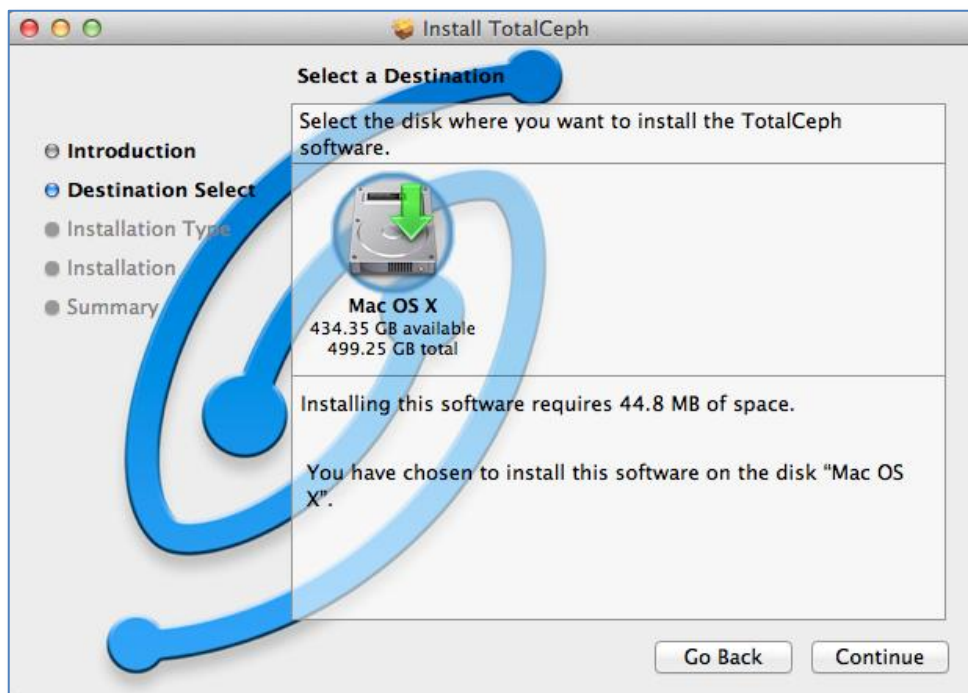 Install TotalCeph
Select a Destination
Introduction
Destination Select
Installation Type
Installation
Summary
Select the disk where you want to install the TotalCeph
software.
Mac OS X
434.35 GB available
499.25 GB total
Installing this software requires 44.8 MB of space.
You have chosen to install this software on the disk “Mac OS
X”.
Go Back
Continue